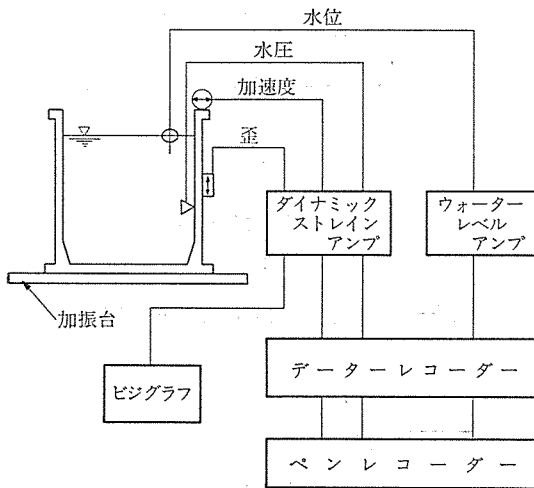 水位
水圧
加速度
歪
ダイナミック
ストレイン
アンプ
ウォーター
レベル
アンプ
加振台
ビジグラフ
データーレコーダー
ペンレコーダー